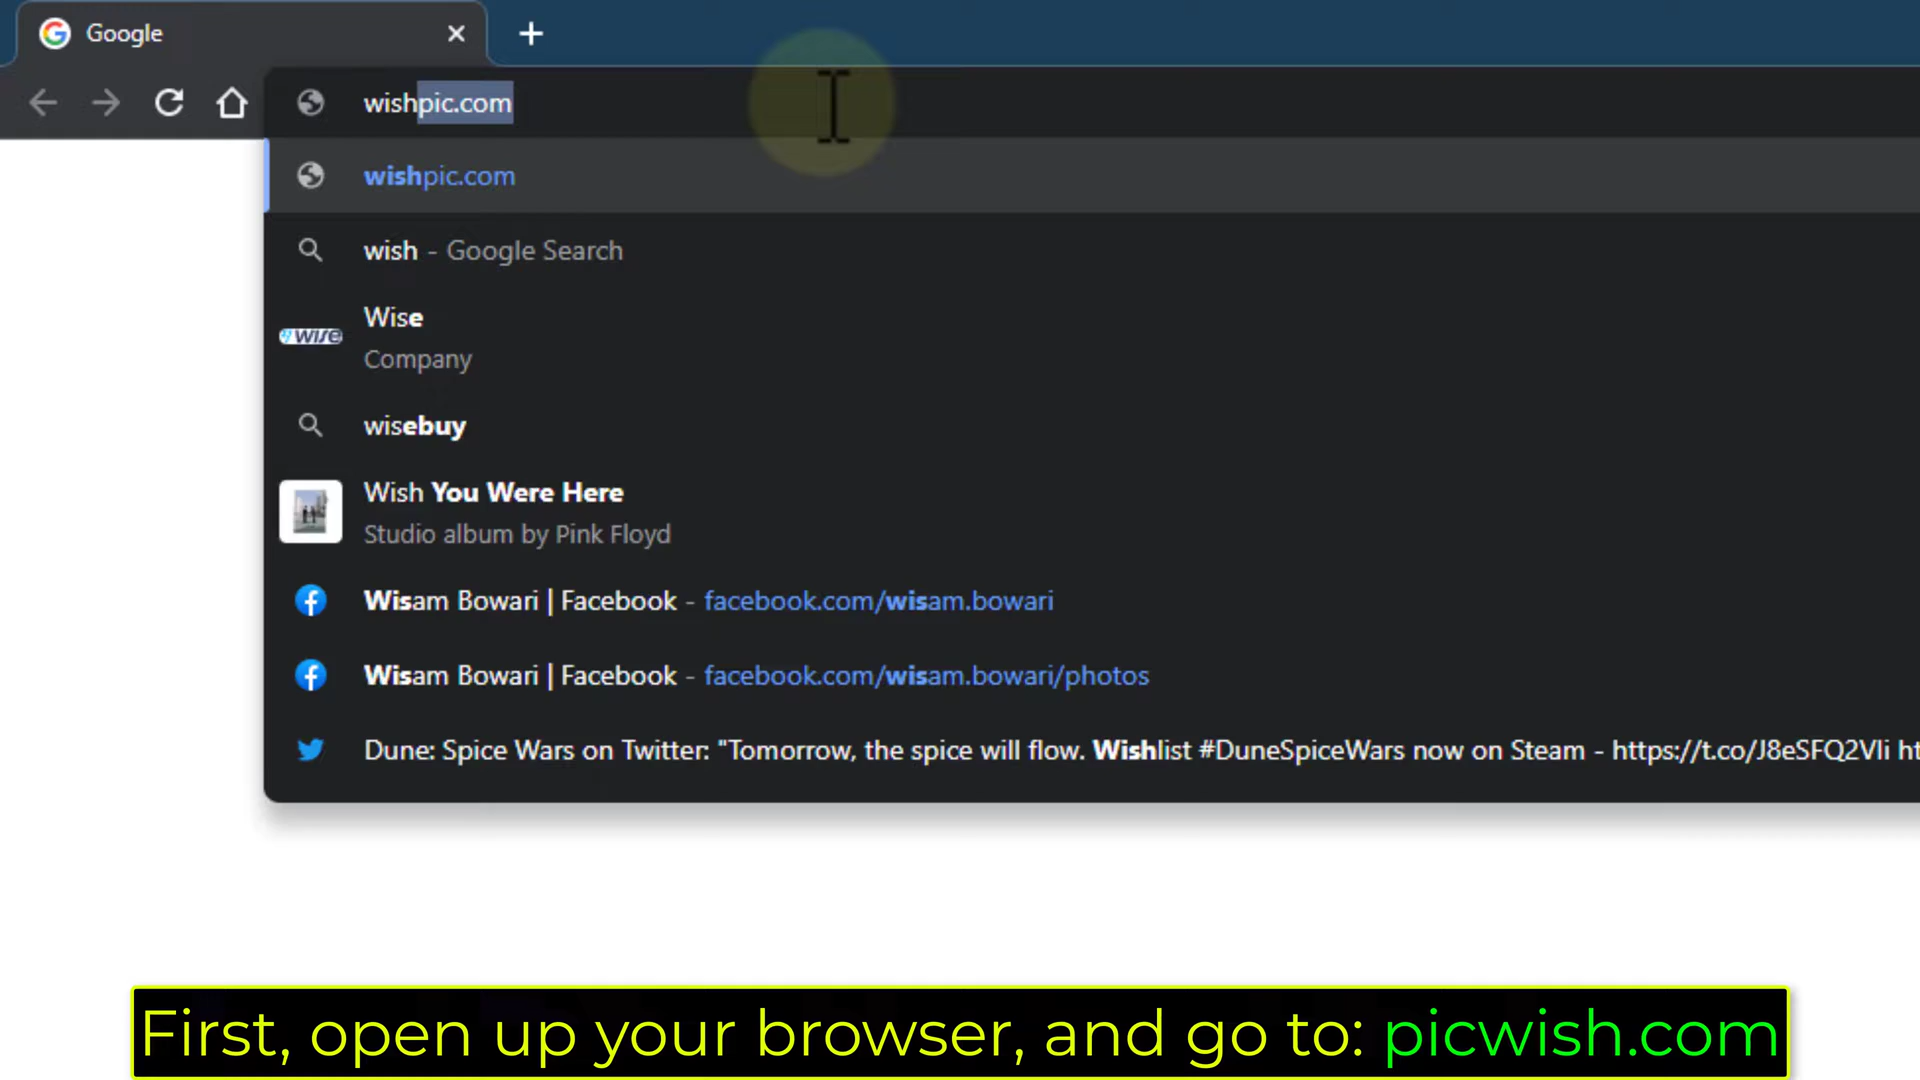 Google
wishpic.com
wishpic.com
wish - Google Search
Wise
WISE
Company
wisebuy
Wish You Were Here
Studio album by Pink Floyd
Wisam Bowari | Facebook - facebook.com/wisam.bowari
Wisam Bowari | Facebook - facebook.com/wisam.bowari/photos
Dune: Spice Wars on Twitter: "Tomorrow, the spice will flow. Wishlist #DuneSpiceWars now on Steam - https://t.co/J8eSFQ2Vli ht
First, open up your browser, and go to: picwish.com